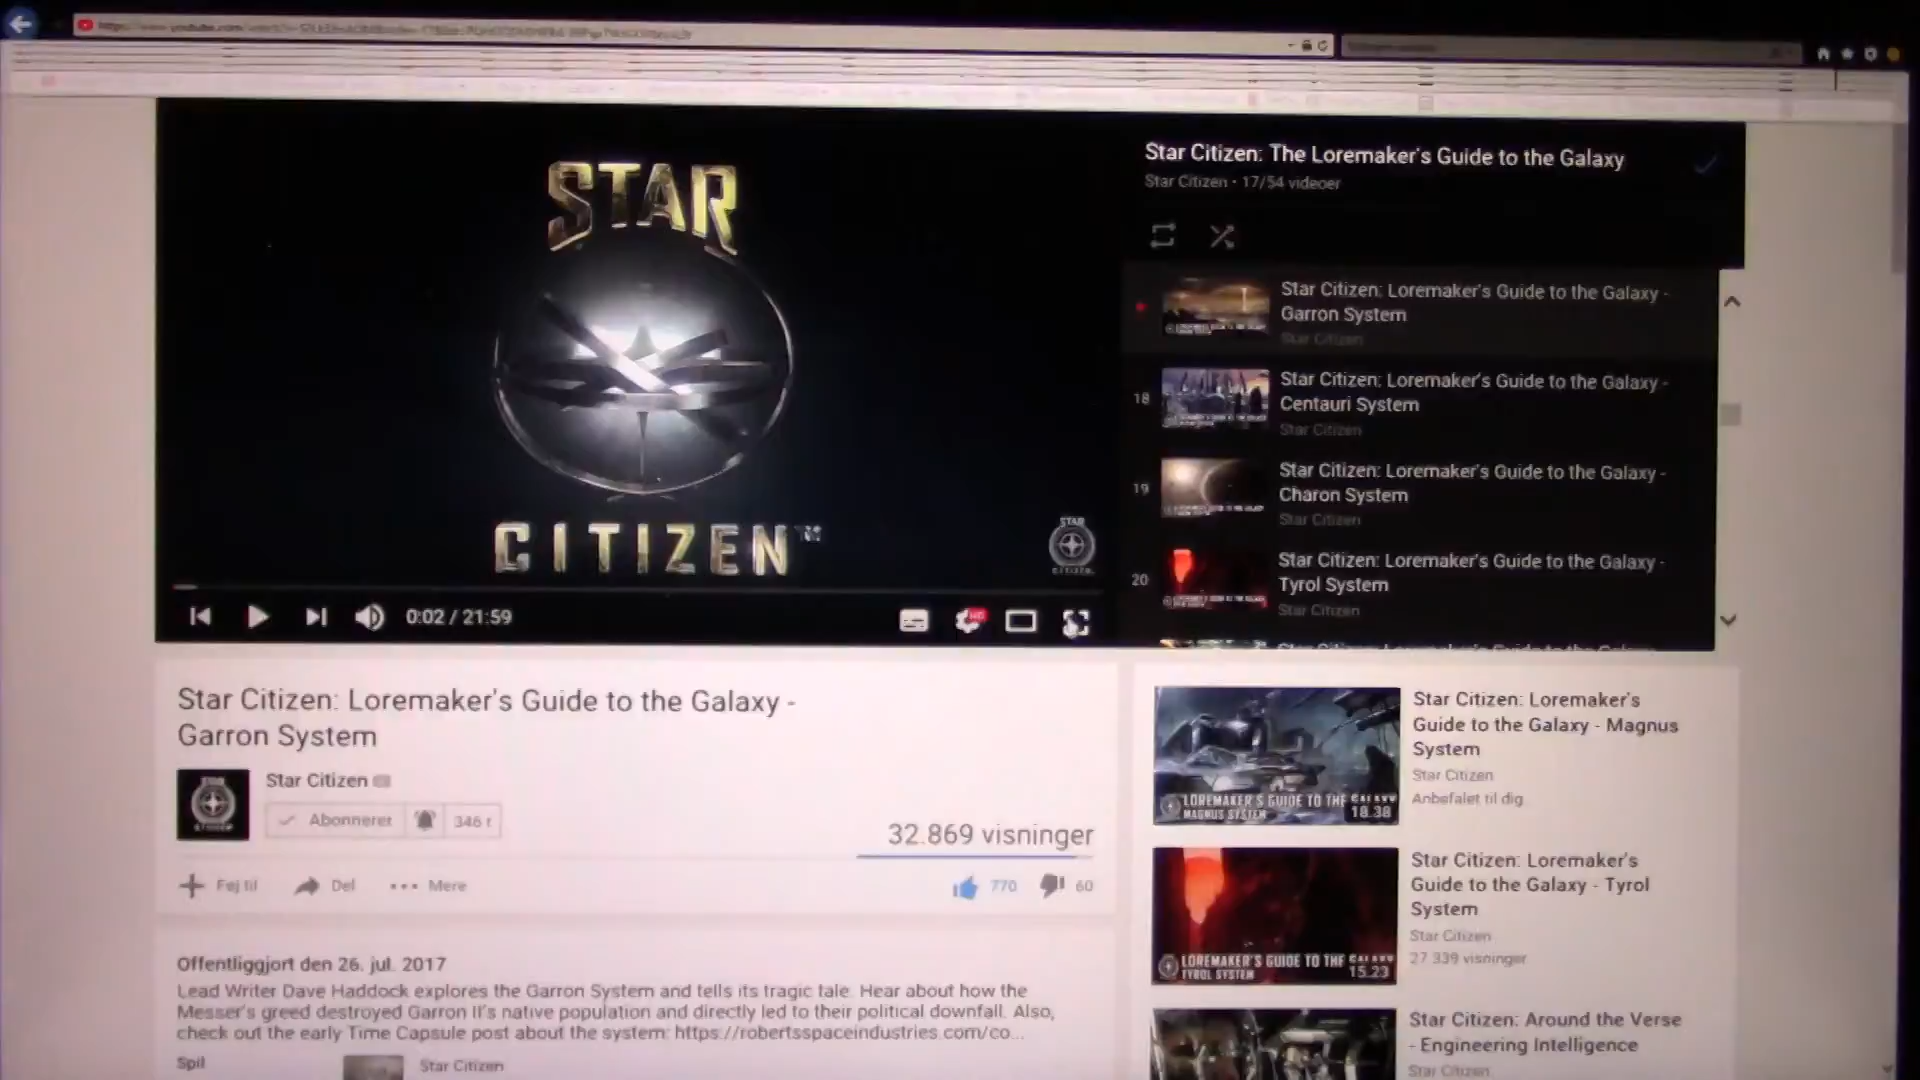 STAR
CITIZEN™
0:02 / 21:59
Star Citizen: The Loremaker's Guide to the Galaxy
Star Citizen • 17/54 videoer
Star Citizen: Loremaker's Guide to the Galaxy -
Garron System
Star Citizen
18
Star Citizen: Loremaker's Guide to the Galaxy -
Centauri System
Star Citizen
19
Star Citizen: Loremaker's Guide to the Galaxy -
Charon System
Star Citizen
20
Star Citizen: Loremaker's Guide to the Galaxy -
Tyrol System
Star Citizen
Star Citizen: Loremaker's Guide to the Galaxy -
Garron System
Star Citizen
Abonnerer
346 t
32.869 visninger
Føj til
Del
Mere
770
60
Offentliggjort den 26. jul. 2017
Lead Writer Dave Haddock explores the Garron System and tells its tragic tale. Hear about how the
Messer's greed destroyed Garron II's native population and directly led to their political downfall. Also,
check out the early Time Capsule post about the system: https://robertsspaceindustries.com/co...
Spil
Star Citizen
LOREMAKER'S GUIDE TO THE GALAXY
MAGNUS SYSTEM
18.38
Star Citizen: Loremaker's
Guide to the Galaxy - Magnus
System
Star Citizen
Anbefalet til dig
LOREMAKER'S GUIDE TO THE GALAXY
TYROL SYSTEM
15.23
Star Citizen: Loremaker's
Guide to the Galaxy - Tyrol
System
Star Citizen
27.339 visninger
Star Citizen: Around the Verse
- Engineering Intelligence
Star Citizen